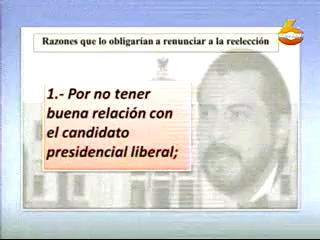 Razones que lo obligarían a renunciar a la reelección
1.- Por no tener
buena relación con
el candidato
presidencial liberal;